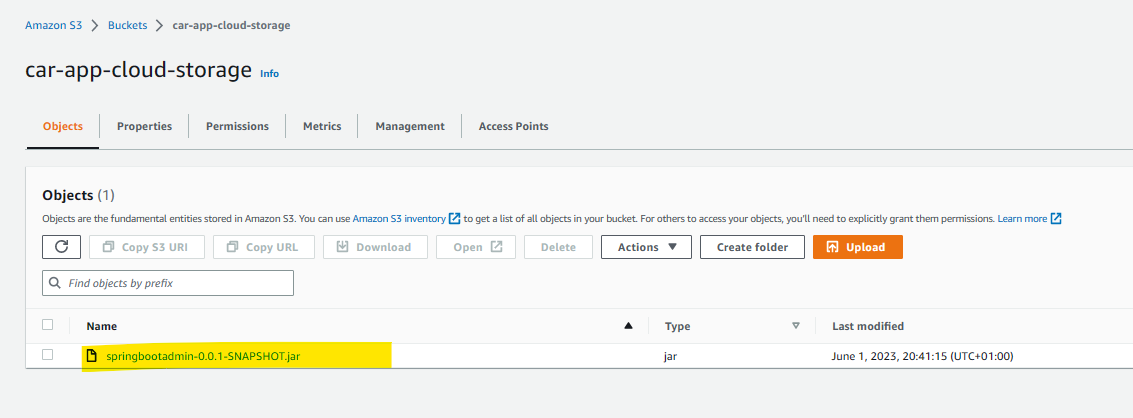 Amazon S3 > Buckets > car-app-cloud-storage
car-app-cloud-storage Info
Objects Properties Permissions Metrics Management Access Points
Objects (1)
Objects are the fundamental entities stored in Amazon S3. You can use Amazon S3 inventory to get a list of all objects in your bucket. For others to access your objects, you'll need to explicitly grant them permissions. Learn more
Copy S3 URI Copy URL Download Open Delete Actions Create folder Upload
Find objects by prefix
Name Type Last modified
springbootadmin-0.0.1-SNAPSHOT.jar jar June 1, 2023, 20:41:15 (UTC+01:00)